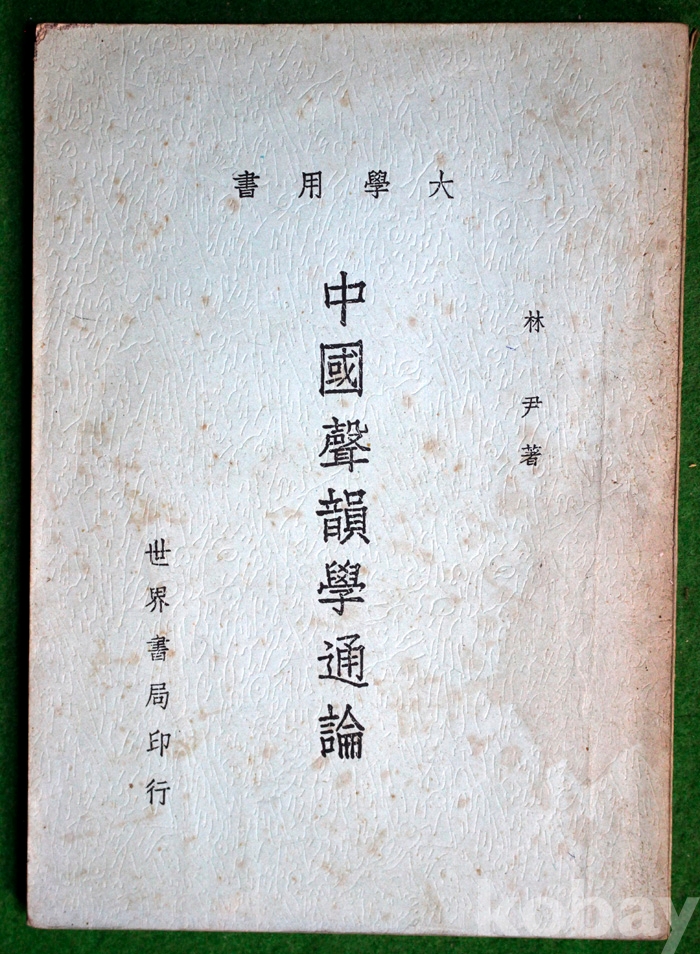 大學用書
林尹著
中國聲韻學通論
世界書局印行
kobay